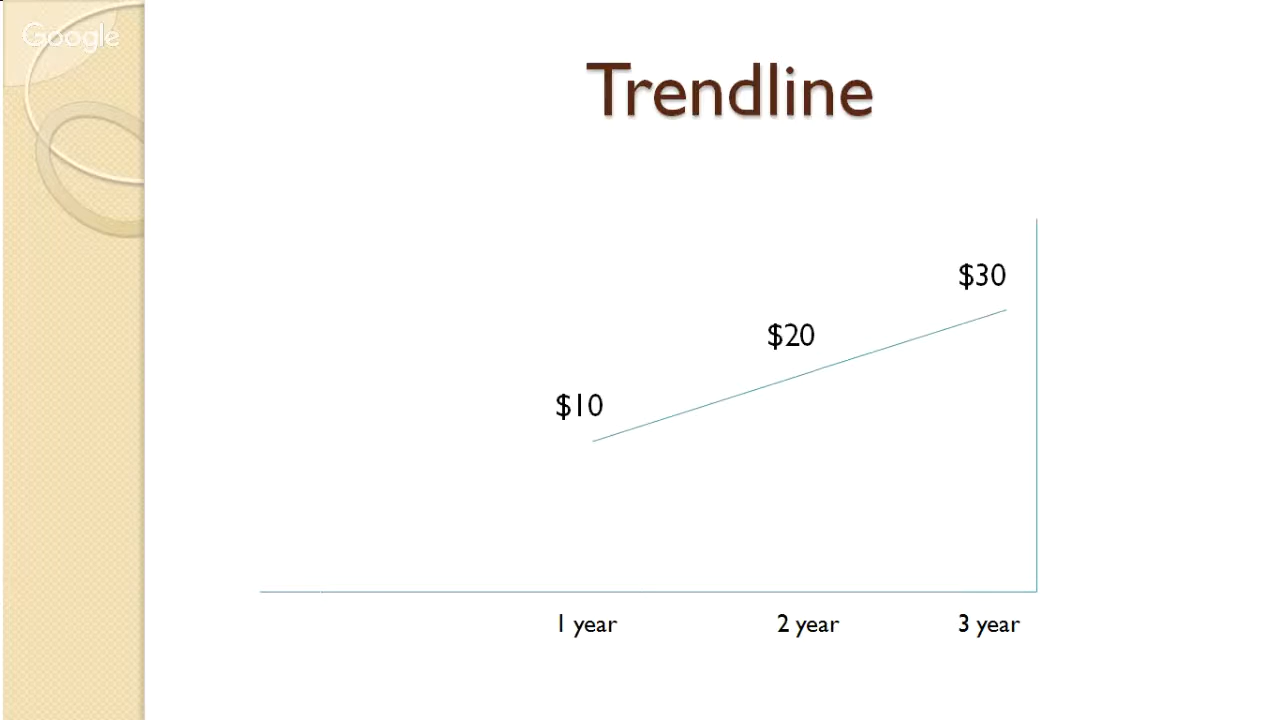 Google
Trendline
$30
$20
$10
1 year 2 year 3 year